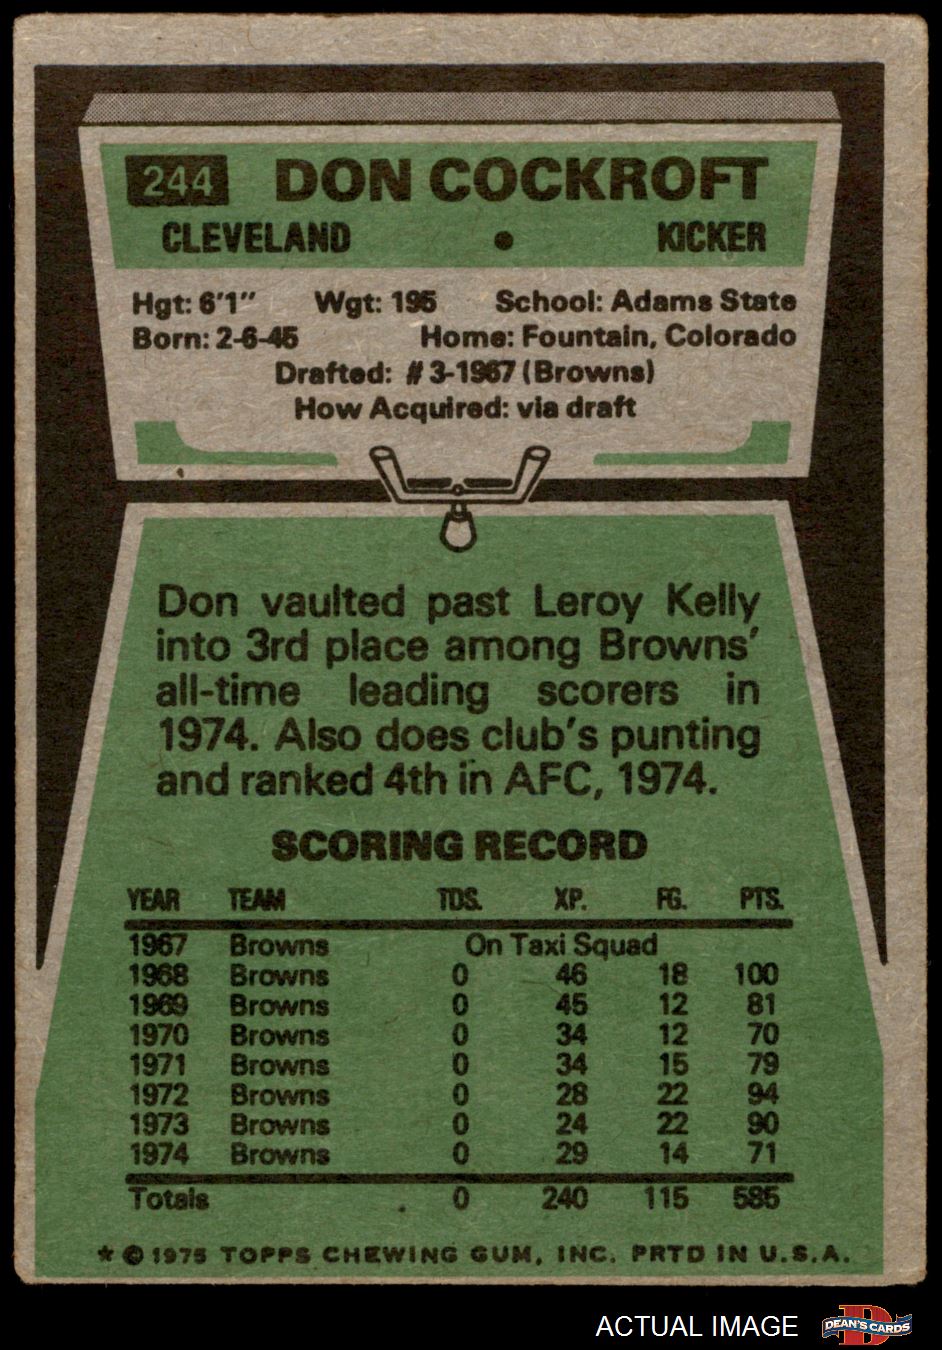 244 DON COCKROFT
CLEVELAND • KICKER
Hgt: 6'1" Wgt: 195 School: Adams State
Born: 2-6-45 Home: Fountain, Colorado
Drafted: #3-1967 (Browns)
How Acquired: via draft
Don vaulted past Leroy Kelly
into 3rd place among Browns'
all-time leading scorers in
1974. Also does club's punting
and ranked 4th in AFC, 1974.
SCORING RECORD
YEAR TEAM TDS. XP. FG. PTS.
1967 Browns On Taxi Squad
1968 Browns 0 46 18 100
1969 Browns 0 45 12 81
1970 Browns 0 34 12 70
1971 Browns 0 34 15 79
1972 Browns 0 28 22 94
1973 Browns 0 24 22 90
1974 Browns 0 29 14 71
Totals 0 240 115 585
★ © 1975 TOPPS CHEWING GUM, INC. PRTD IN U.S.A.
ACTUAL IMAGE
D
DEAN'S CARDS